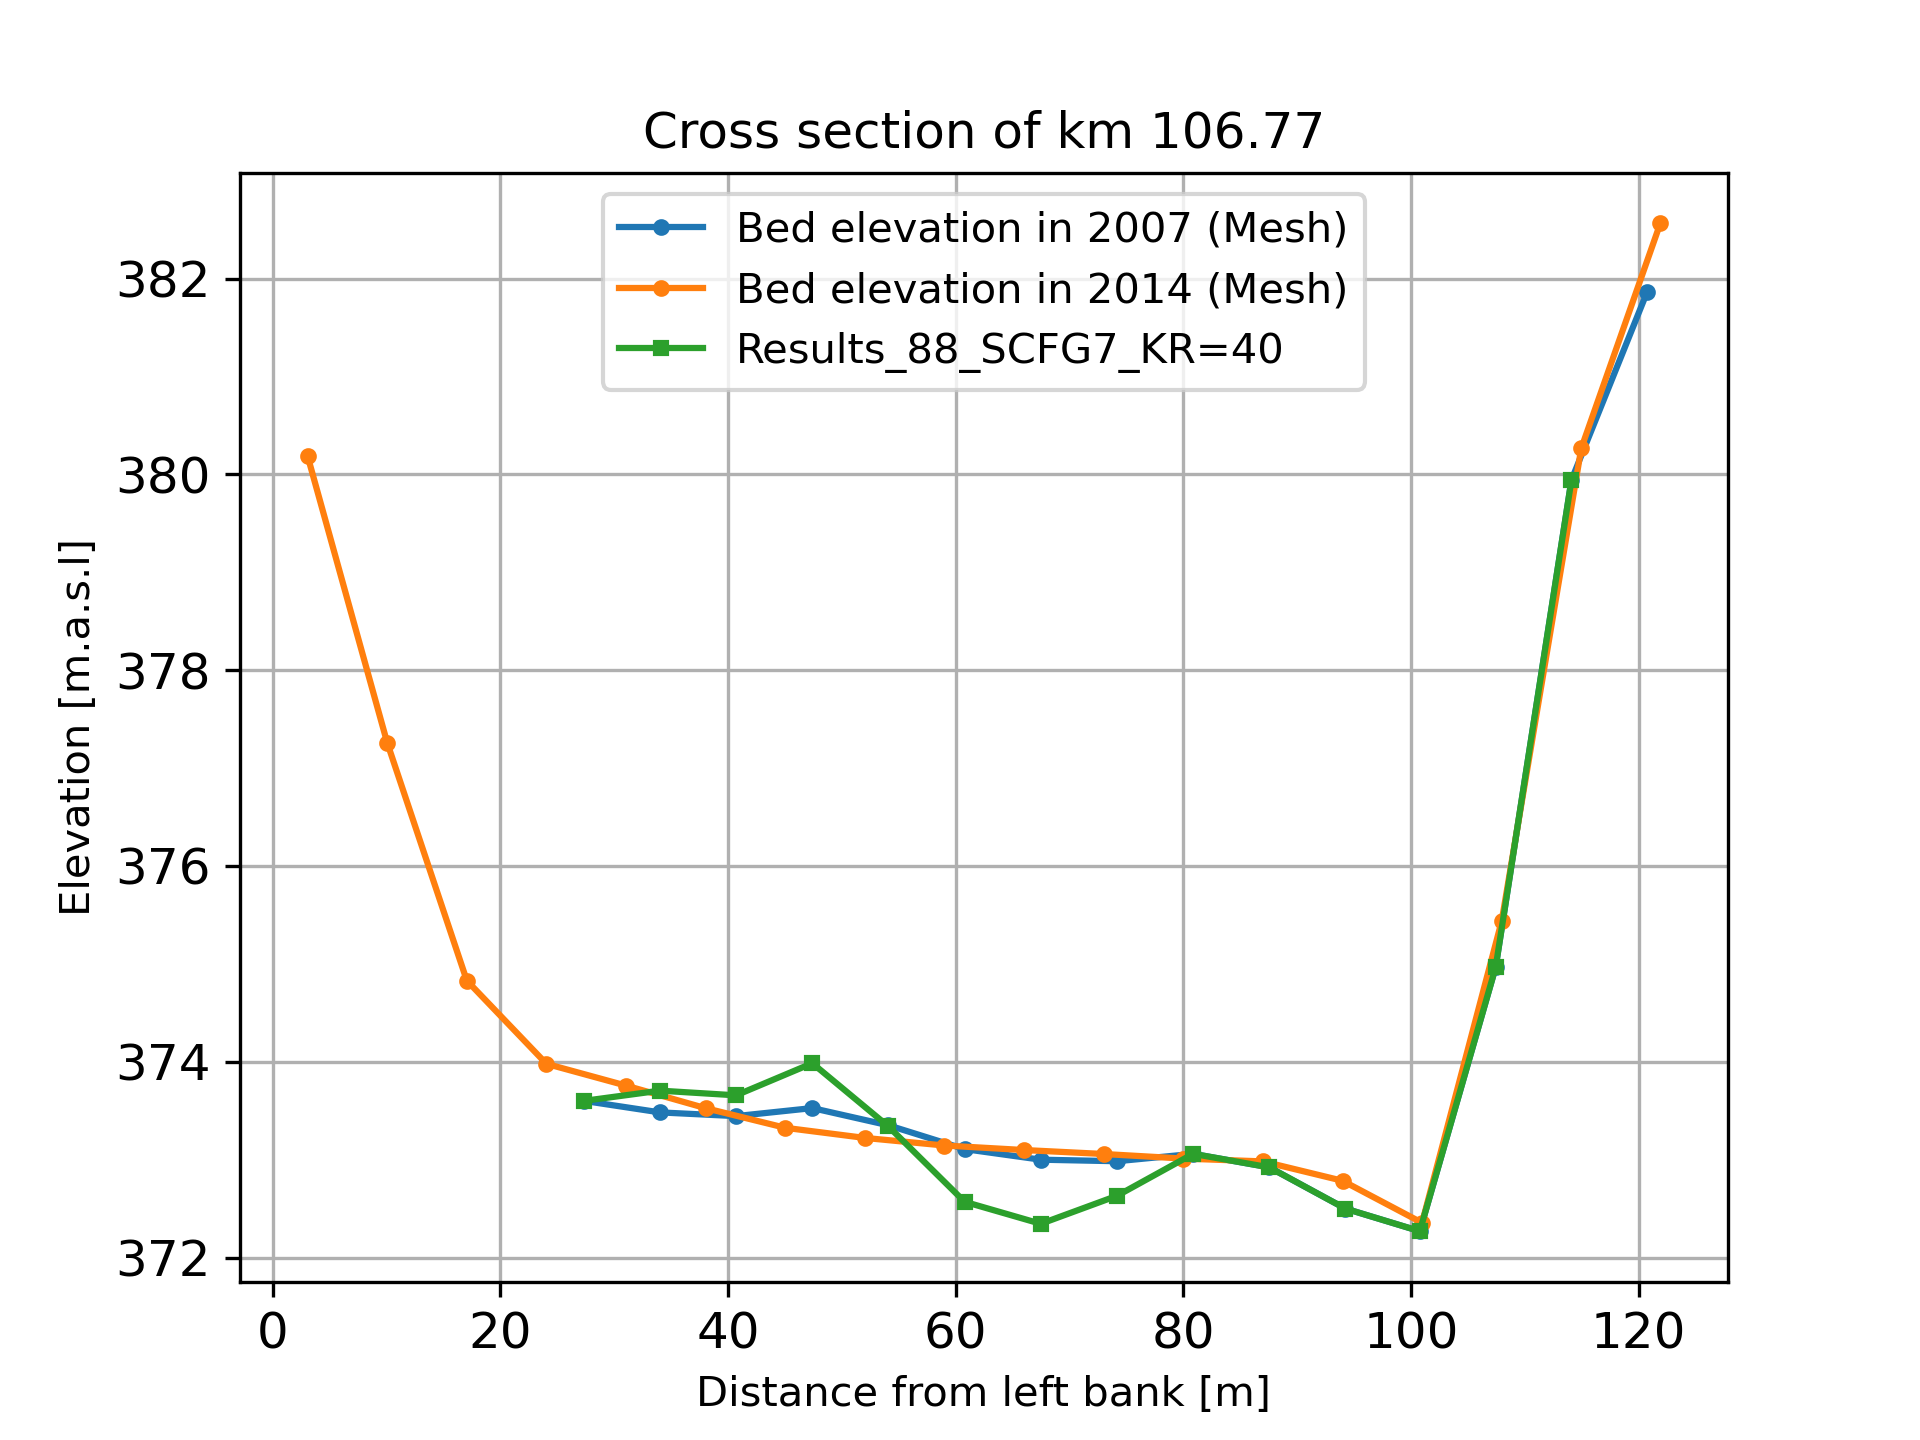 Cross section of km 106.77
Bed elevation in 2007 (Mesh)
Bed elevation in 2014 (Mesh)
Results_88_SCFG7_KR=40
382
380
378
376
374
372
Elevation [m.a.s.l]
0 20 40 60 80 100 120
Distance from left bank [m]